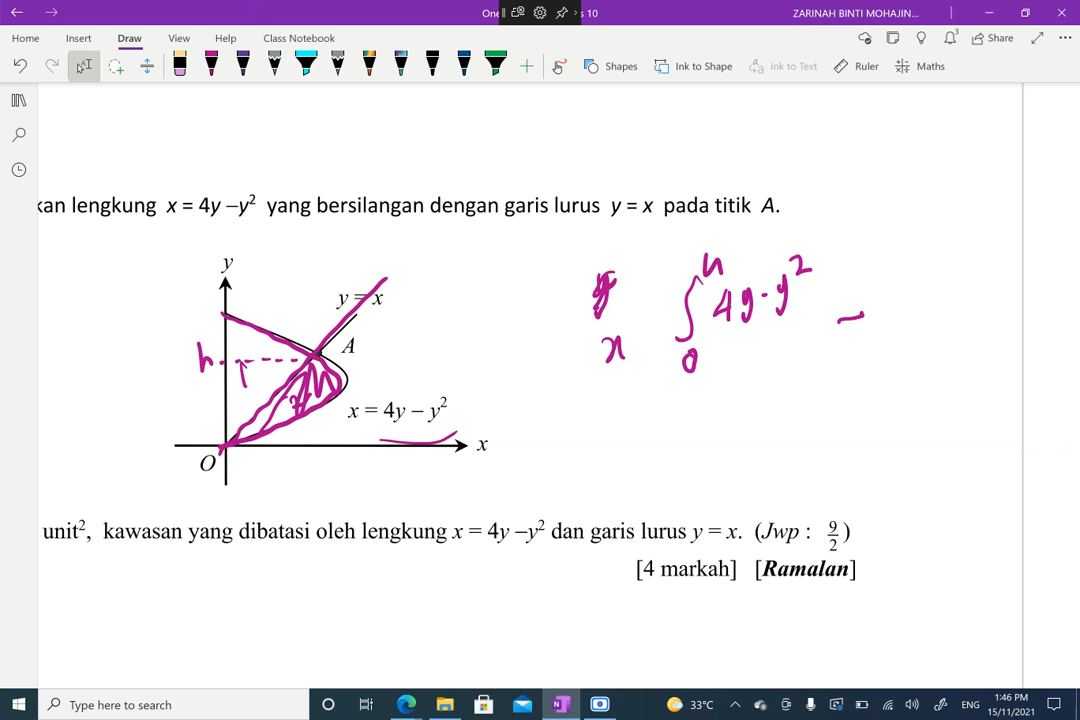 One
s 10
ZARINAH BINTI MOHAJIN...
Home Insert Draw View Help Class Notebook
Share
Shapes Ink to Shape Ink to Text Ruler Maths
kan lengkung x = 4y – y² yang bersilangan dengan garis lurus y = x pada titik A.
y
y = x
A
h
x = 4y – y²
x
O
∫₀ʰ 4y - y² –
x
unit², kawasan yang dibatasi oleh lengkung x = 4y – y² dan garis lurus y = x. (Jwp : 9/2)
[4 markah] [Ramalan]
Type here to search
33°C
ENG
1:46 PM
15/11/2021